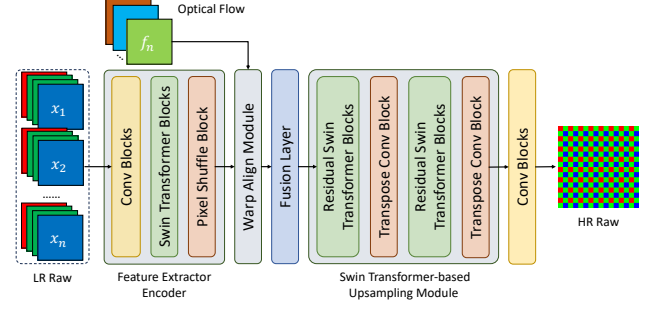 Optical Flow
f_n
...
x_1
x_2
......
x_n
LR Raw
Conv Blocks
Swin Transformer Blocks
Pixel Shuffle Block
Feature Extractor
Encoder
Warp Align Module
Fusion Layer
Residual Swin
Transformer Blocks
Transpose Conv Block
Residual Swin
Transformer Blocks
Transpose Conv Block
Swin Transformer-based
Upsampling Module
Conv Blocks
HR Raw